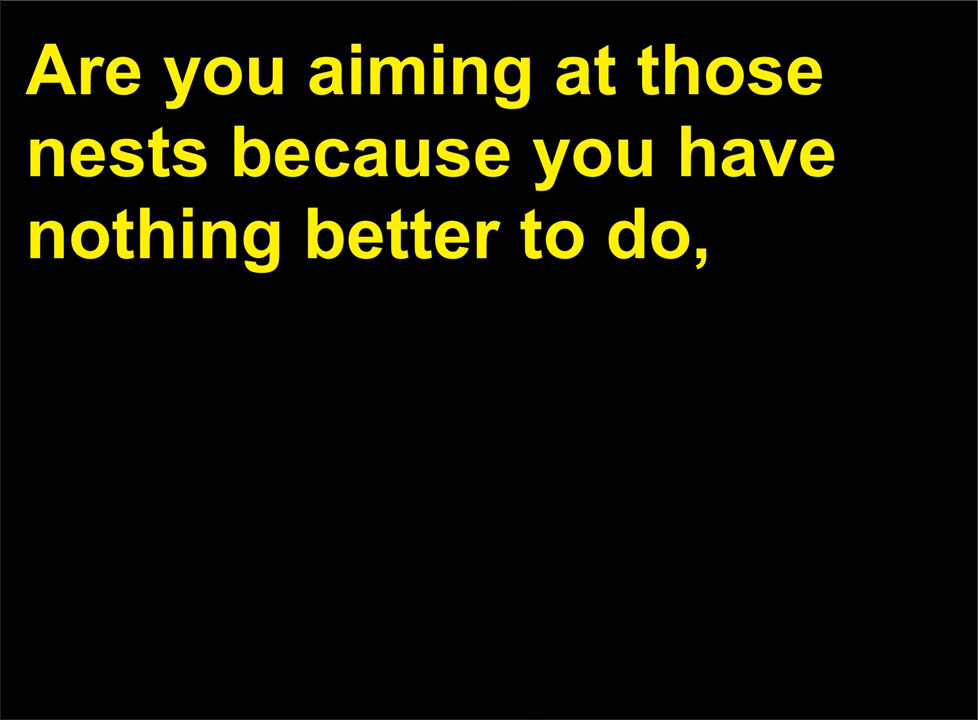 Are you aiming at those
nests because you have
nothing better to do,